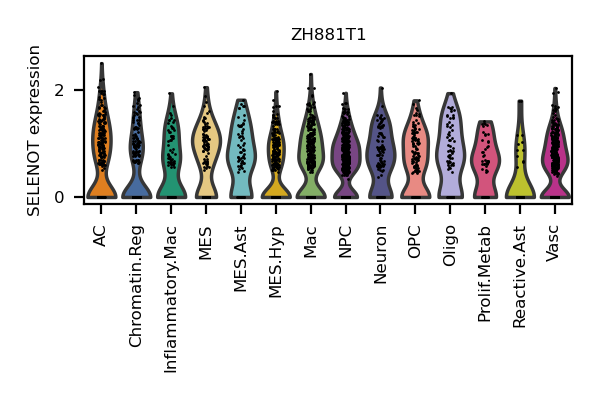 ZH881T1
SELENOT expression
2
0
AC
Chromatin.Reg
Inflammatory.Mac
MES
MES.Ast
MES.Hyp
Mac
NPC
Neuron
OPC
Oligo
Prolif.Metab
Reactive.Ast
Vasc